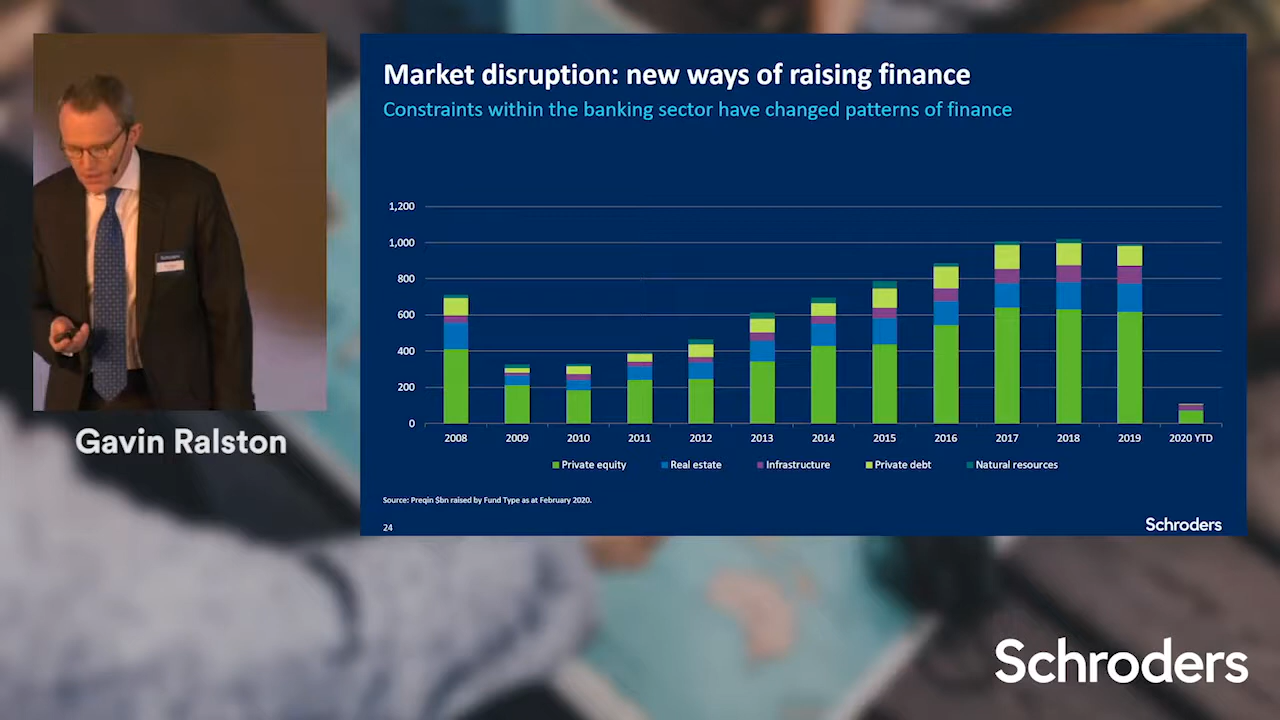 Market disruption: new ways of raising finance
Constraints within the banking sector have changed patterns of finance
1,200
1,000
800
600
400
200
0
2008 2009 2010 2011 2012 2013 2014 2015 2016 2017 2018 2019 2020 YTD
Private equity Real estate Infrastructure Private debt Natural resources
Source: Preqin $bn raised by Fund Type as at February 2020.
24
Schroders
Schroders
Gavin Ralston
Schroders